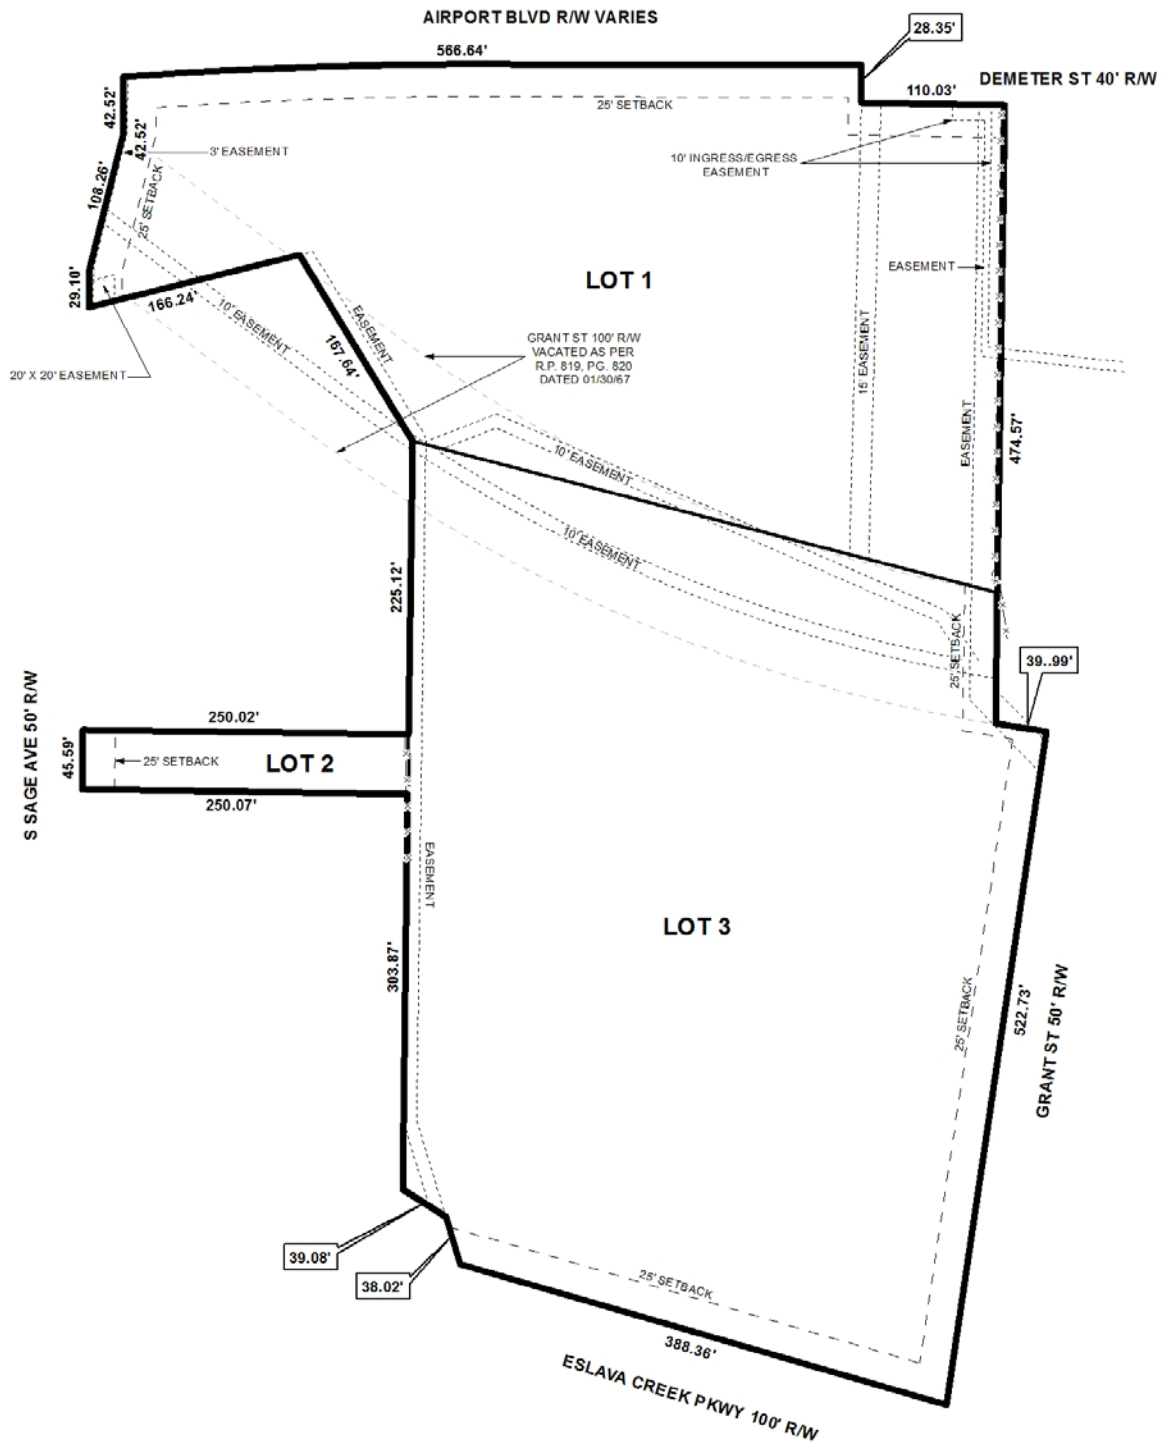 AIRPORT BLVD R/W VARIES
28.35'
566.64'
DEMETER ST 40' R/W
110.03'
25' SETBACK
42.52'
42.52'
3' EASEMENT
10' INGRESS/EGRESS
EASEMENT
108.26'
25' SETBACK
EASEMENT
LOT 1
29.10'
166.24'
10' EASEMENT
EASEMENT
167.64'
GRANT ST 100' R/W
VACATED AS PER
R.P. 819, PG. 820
DATED 01/30/67
15' EASEMENT
20' X 20' EASEMENT
EASEMENT
474.57'
10' EASEMENT
10' EASEMENT
225.12'
25' SETBACK
39..99'
S SAGE AVE 50' R/W
250.02'
45.59'
25' SETBACK
LOT 2
250.07'
EASEMENT
LOT 3
303.87'
25' SETBACK
522.73'
GRANT ST 50' R/W
39.08'
38.02'
25' SETBACK
388.36'
ESLAVA CREEK PKWY 100' R/W